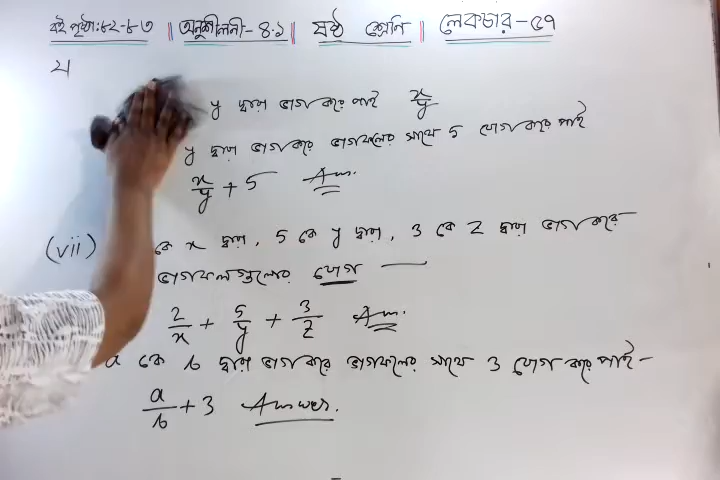 বই পৃষ্ঠা:৮২-৮৩ || অনুশীলনী-৪.১ || ষষ্ঠ শ্রেণি || লেকচার-৫৭
y দ্বারা ভাগ করে পাই x/y
y দ্বারা ভাগ করে ভাগফলের সাথে 5 যোগ করে পাই
x/y + 5 Ans.
(vii) কে x দ্বারা, 5 কে y দ্বারা, 3 কে z দ্বারা ভাগ করে
ভাগফলগুলোর যোগ —
2/x + 5/y + 3/z Ans.
a কে b দ্বারা ভাগ করে ভাগফলের সাথে 3 যোগ করে পাই-
a/b + 3 Answer.